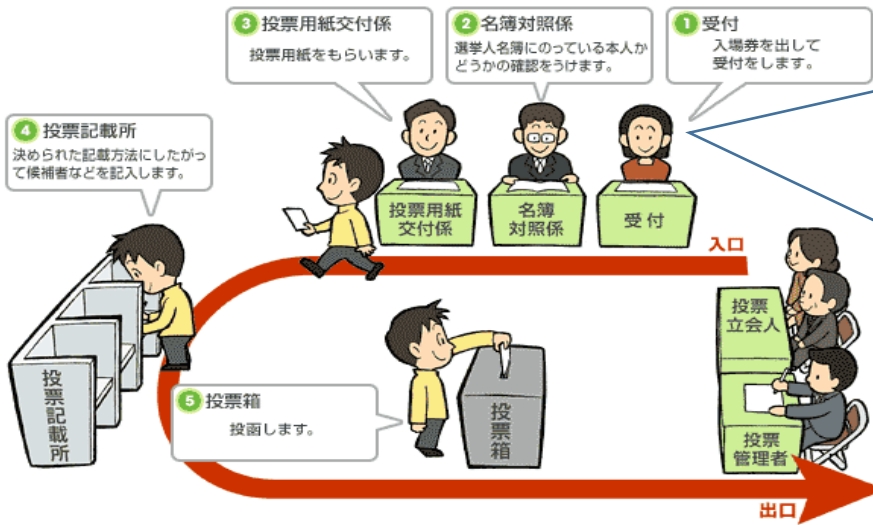 1 受付
入場券を出して
受付をします。
2 名簿対照係
選挙人名簿にのっている本人か
どうかの確認をうけます。
3 投票用紙交付係
投票用紙をもらいます。
4 投票記載所
決められた記載方法にしたがっ
て候補者などを記入します。
投票用紙
交付係
名簿
対照係
受付
入口
投票
立会人
投票
管理者
投票記載所
5 投票箱
投函します。
投票箱
出口